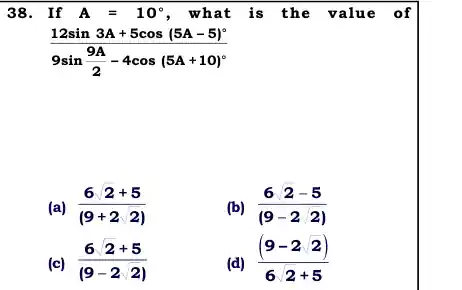 38. If A = 10°, what is the value of
12sin 3A + 5cos (5A – 5)°
9sin 9A/2 – 4cos (5A + 10)°
(a) 6√2 + 5 / (9 + 2√2) (b) 6√2 – 5 / (9 – 2√2)
(c) 6√2 + 5 / (9 – 2√2) (d) (9 – 2√2) / 6√2 + 5